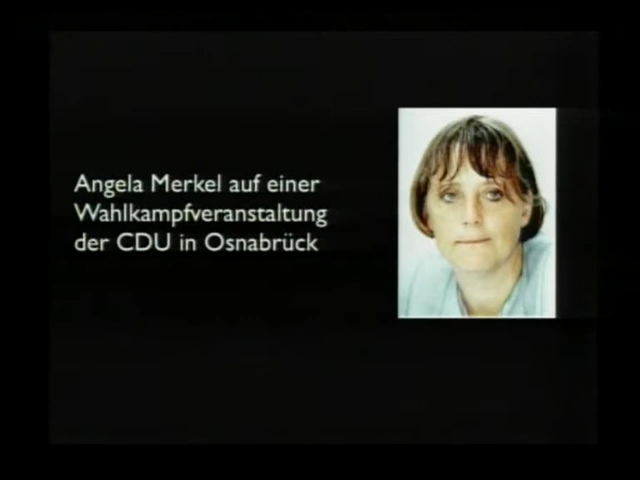 Angela Merkel auf einer
Wahlkampfveranstaltung
der CDU in Osnabrück